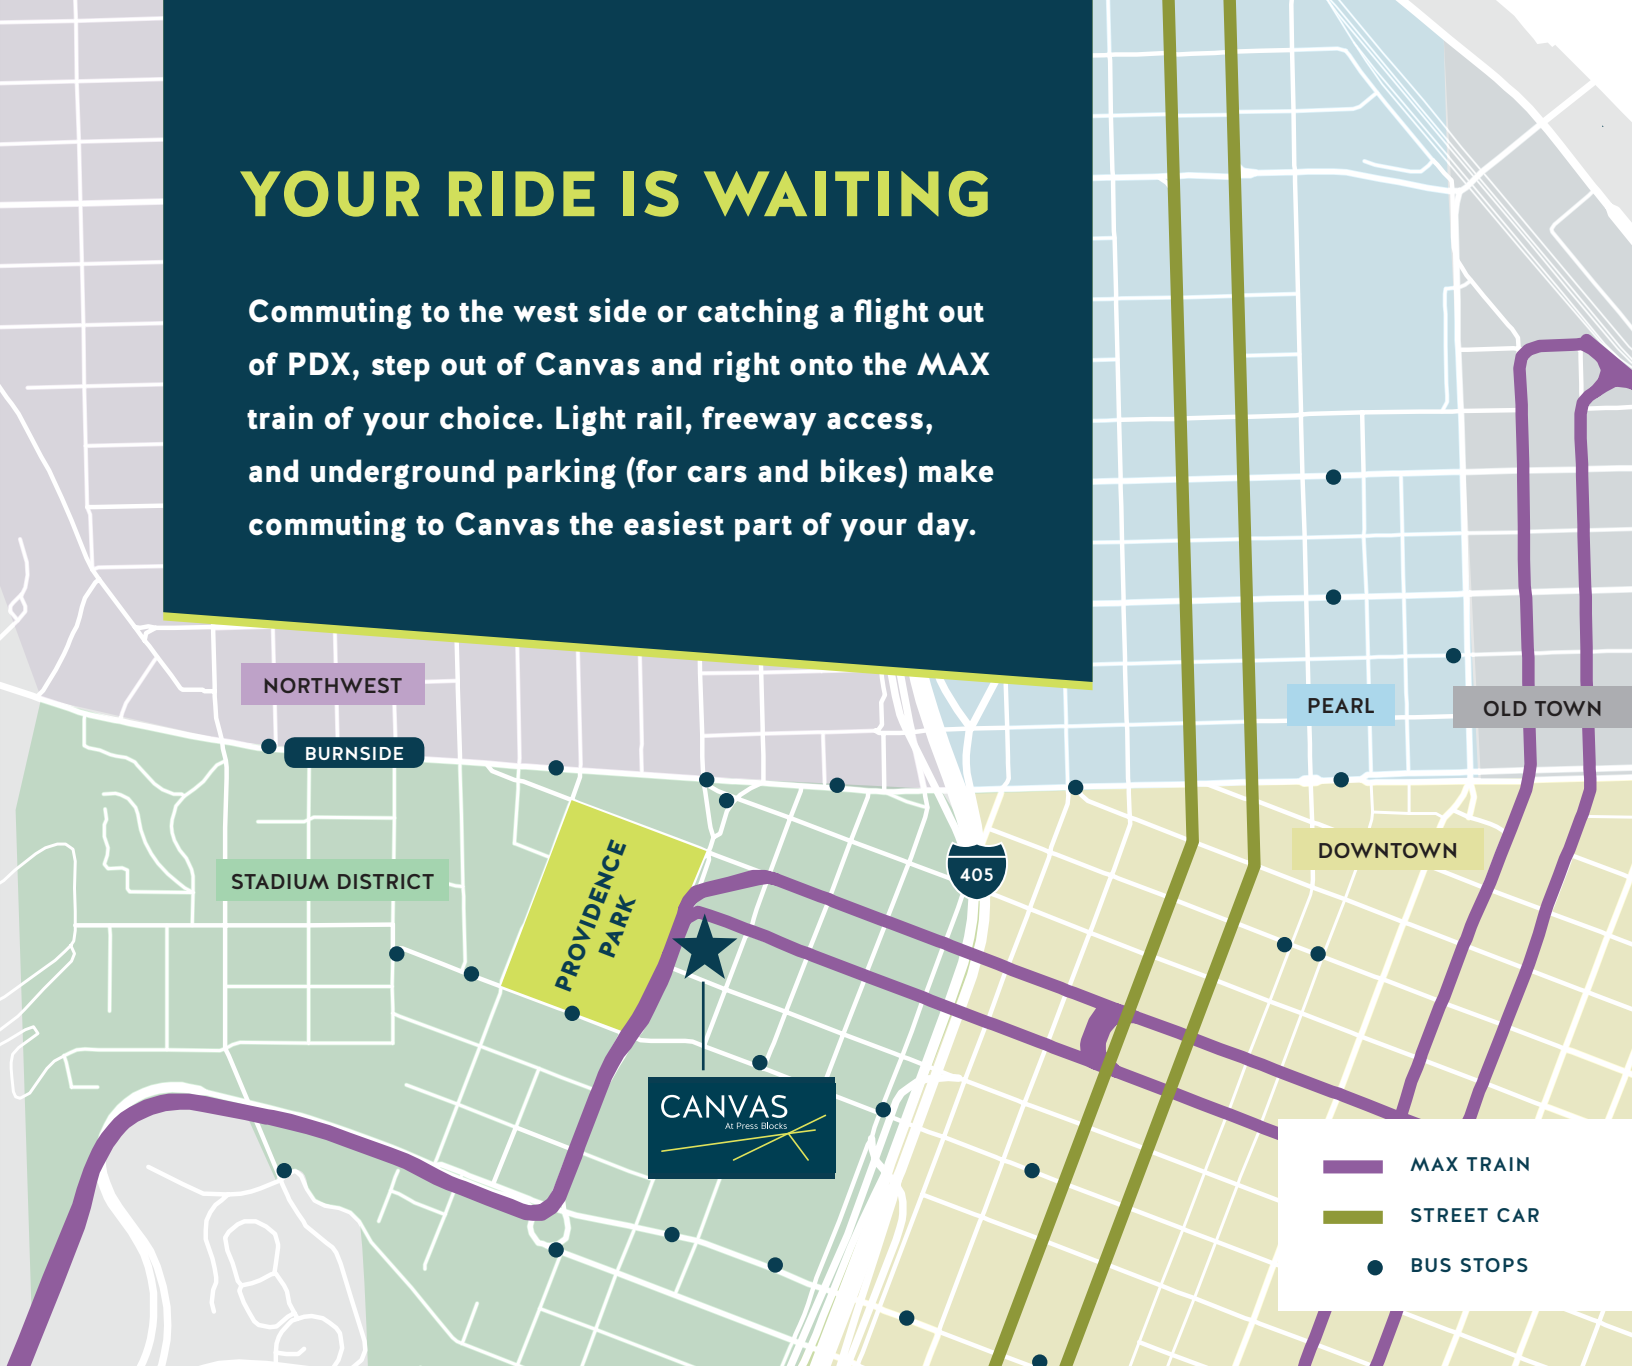 YOUR RIDE IS WAITING
Commuting to the west side or catching a flight out
of PDX, step out of Canvas and right onto the MAX
train of your choice. Light rail, freeway access,
and underground parking (for cars and bikes) make
commuting to Canvas the easiest part of your day.
NORTHWEST
PEARL
OLD TOWN
BURNSIDE
STADIUM DISTRICT
PROVIDENCE
PARK
405
DOWNTOWN
CANVAS
At Press Blocks
MAX TRAIN
STREET CAR
BUS STOPS